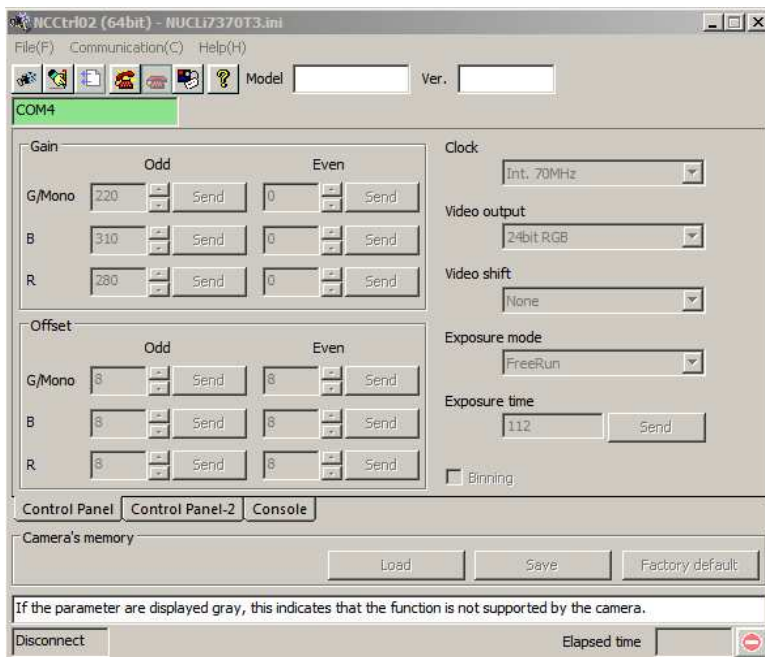 NCCtrl02 (64bit) - NUCLi7370T3.ini
File(F) Communication(C) Help(H)
Model Ver.
COM4
Gain
Odd Even
G/Mono 220 Send 0 Send
B 310 Send 0 Send
R 280 Send 0 Send
Offset
Odd Even
G/Mono 8 Send 8 Send
B 8 Send 8 Send
R 8 Send 8 Send
Clock
Int. 70MHz
Video output
24bit RGB
Video shift
None
Exposure mode
FreeRun
Exposure time
112 Send
Binning
Control Panel Control Panel-2 Console
Camera's memory
Load Save Factory default
If the parameter are displayed gray, this indicates that the function is not supported by the camera.
Disconnect Elapsed time